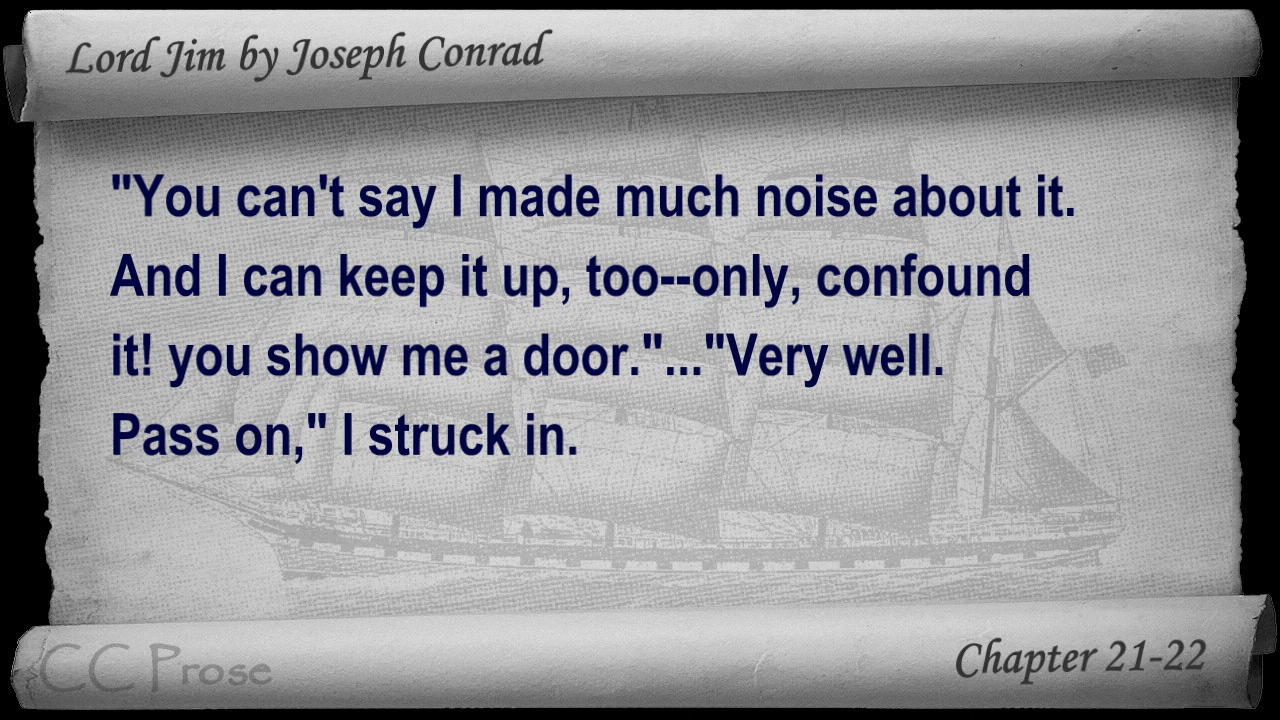 Lord Jim by Joseph Conrad
"You can't say I made much noise about it.
And I can keep it up, too--only, confound
it! you show me a door."..."Very well.
Pass on," I struck in.
CC Prose
Chapter 21-22